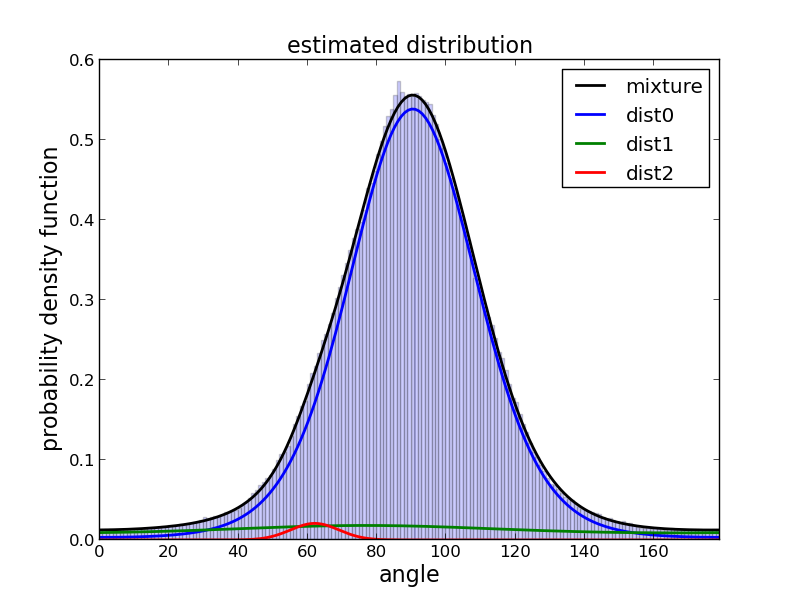 estimated distribution
0.6
0.5
0.4
0.3
0.2
0.1
0.0
probability density function
mixture
dist0
dist1
dist2
0 20 40 60 80 100 120 140 160
angle